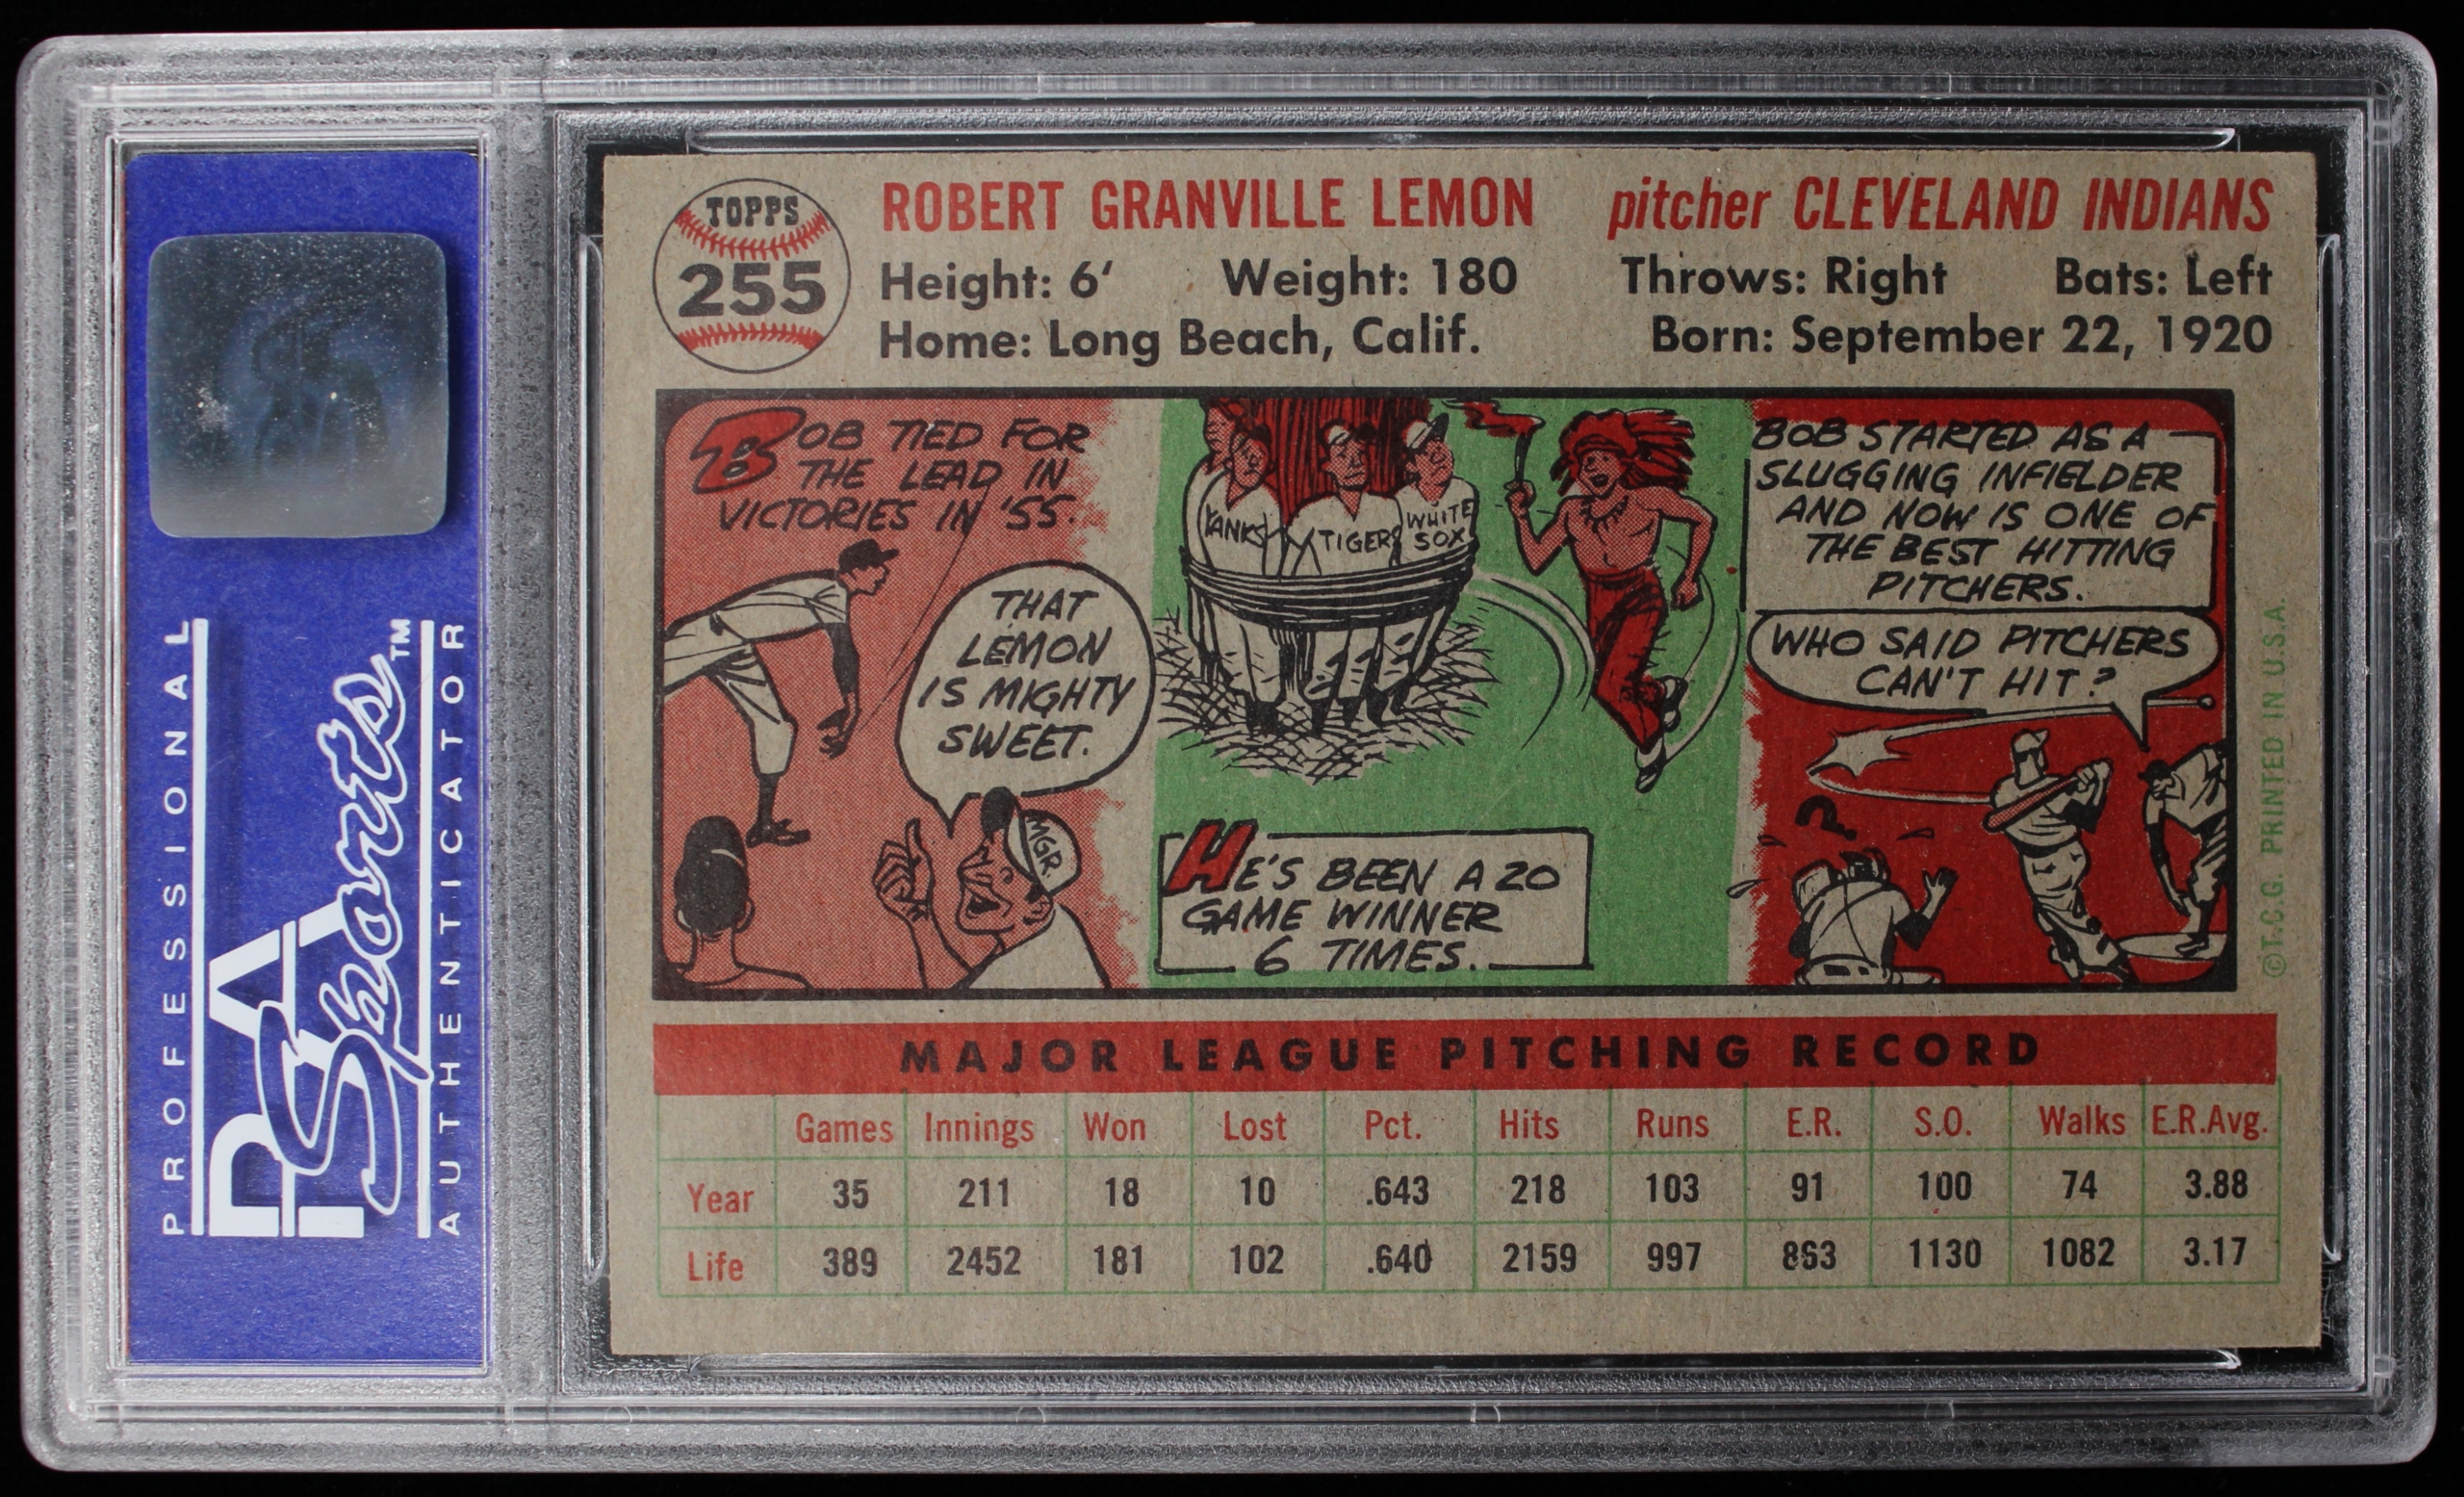 PROFESSIONAL
PSA
Sports™
AUTHENTICATOR
TOPPS
255
ROBERT GRANVILLE LEMON pitcher CLEVELAND INDIANS
Height: 6' Weight: 180 Throws: Right Bats: Left
Home: Long Beach, Calif. Born: September 22, 1920
BOB TIED FOR
THE LEAD IN
VICTORIES IN '55.
THAT
LEMON
IS MIGHTY
SWEET.
MGR.
YANKS
TIGERS
WHITE
SOX
HE'S BEEN A 20
GAME WINNER
6 TIMES.
BOB STARTED AS A
SLUGGING INFIELDER
AND NOW IS ONE OF
THE BEST HITTING
PITCHERS.
WHO SAID PITCHERS
CAN'T HIT?
?
©T.C.G. PRINTED IN U.S.A.
MAJOR LEAGUE PITCHING RECORD
Games Innings Won Lost Pct. Hits Runs E.R. S.O. Walks E.R.Avg.
Year 35 211 18 10 .643 218 103 91 100 74 3.88
Life 389 2452 181 102 .640 2159 997 863 1130 1082 3.17